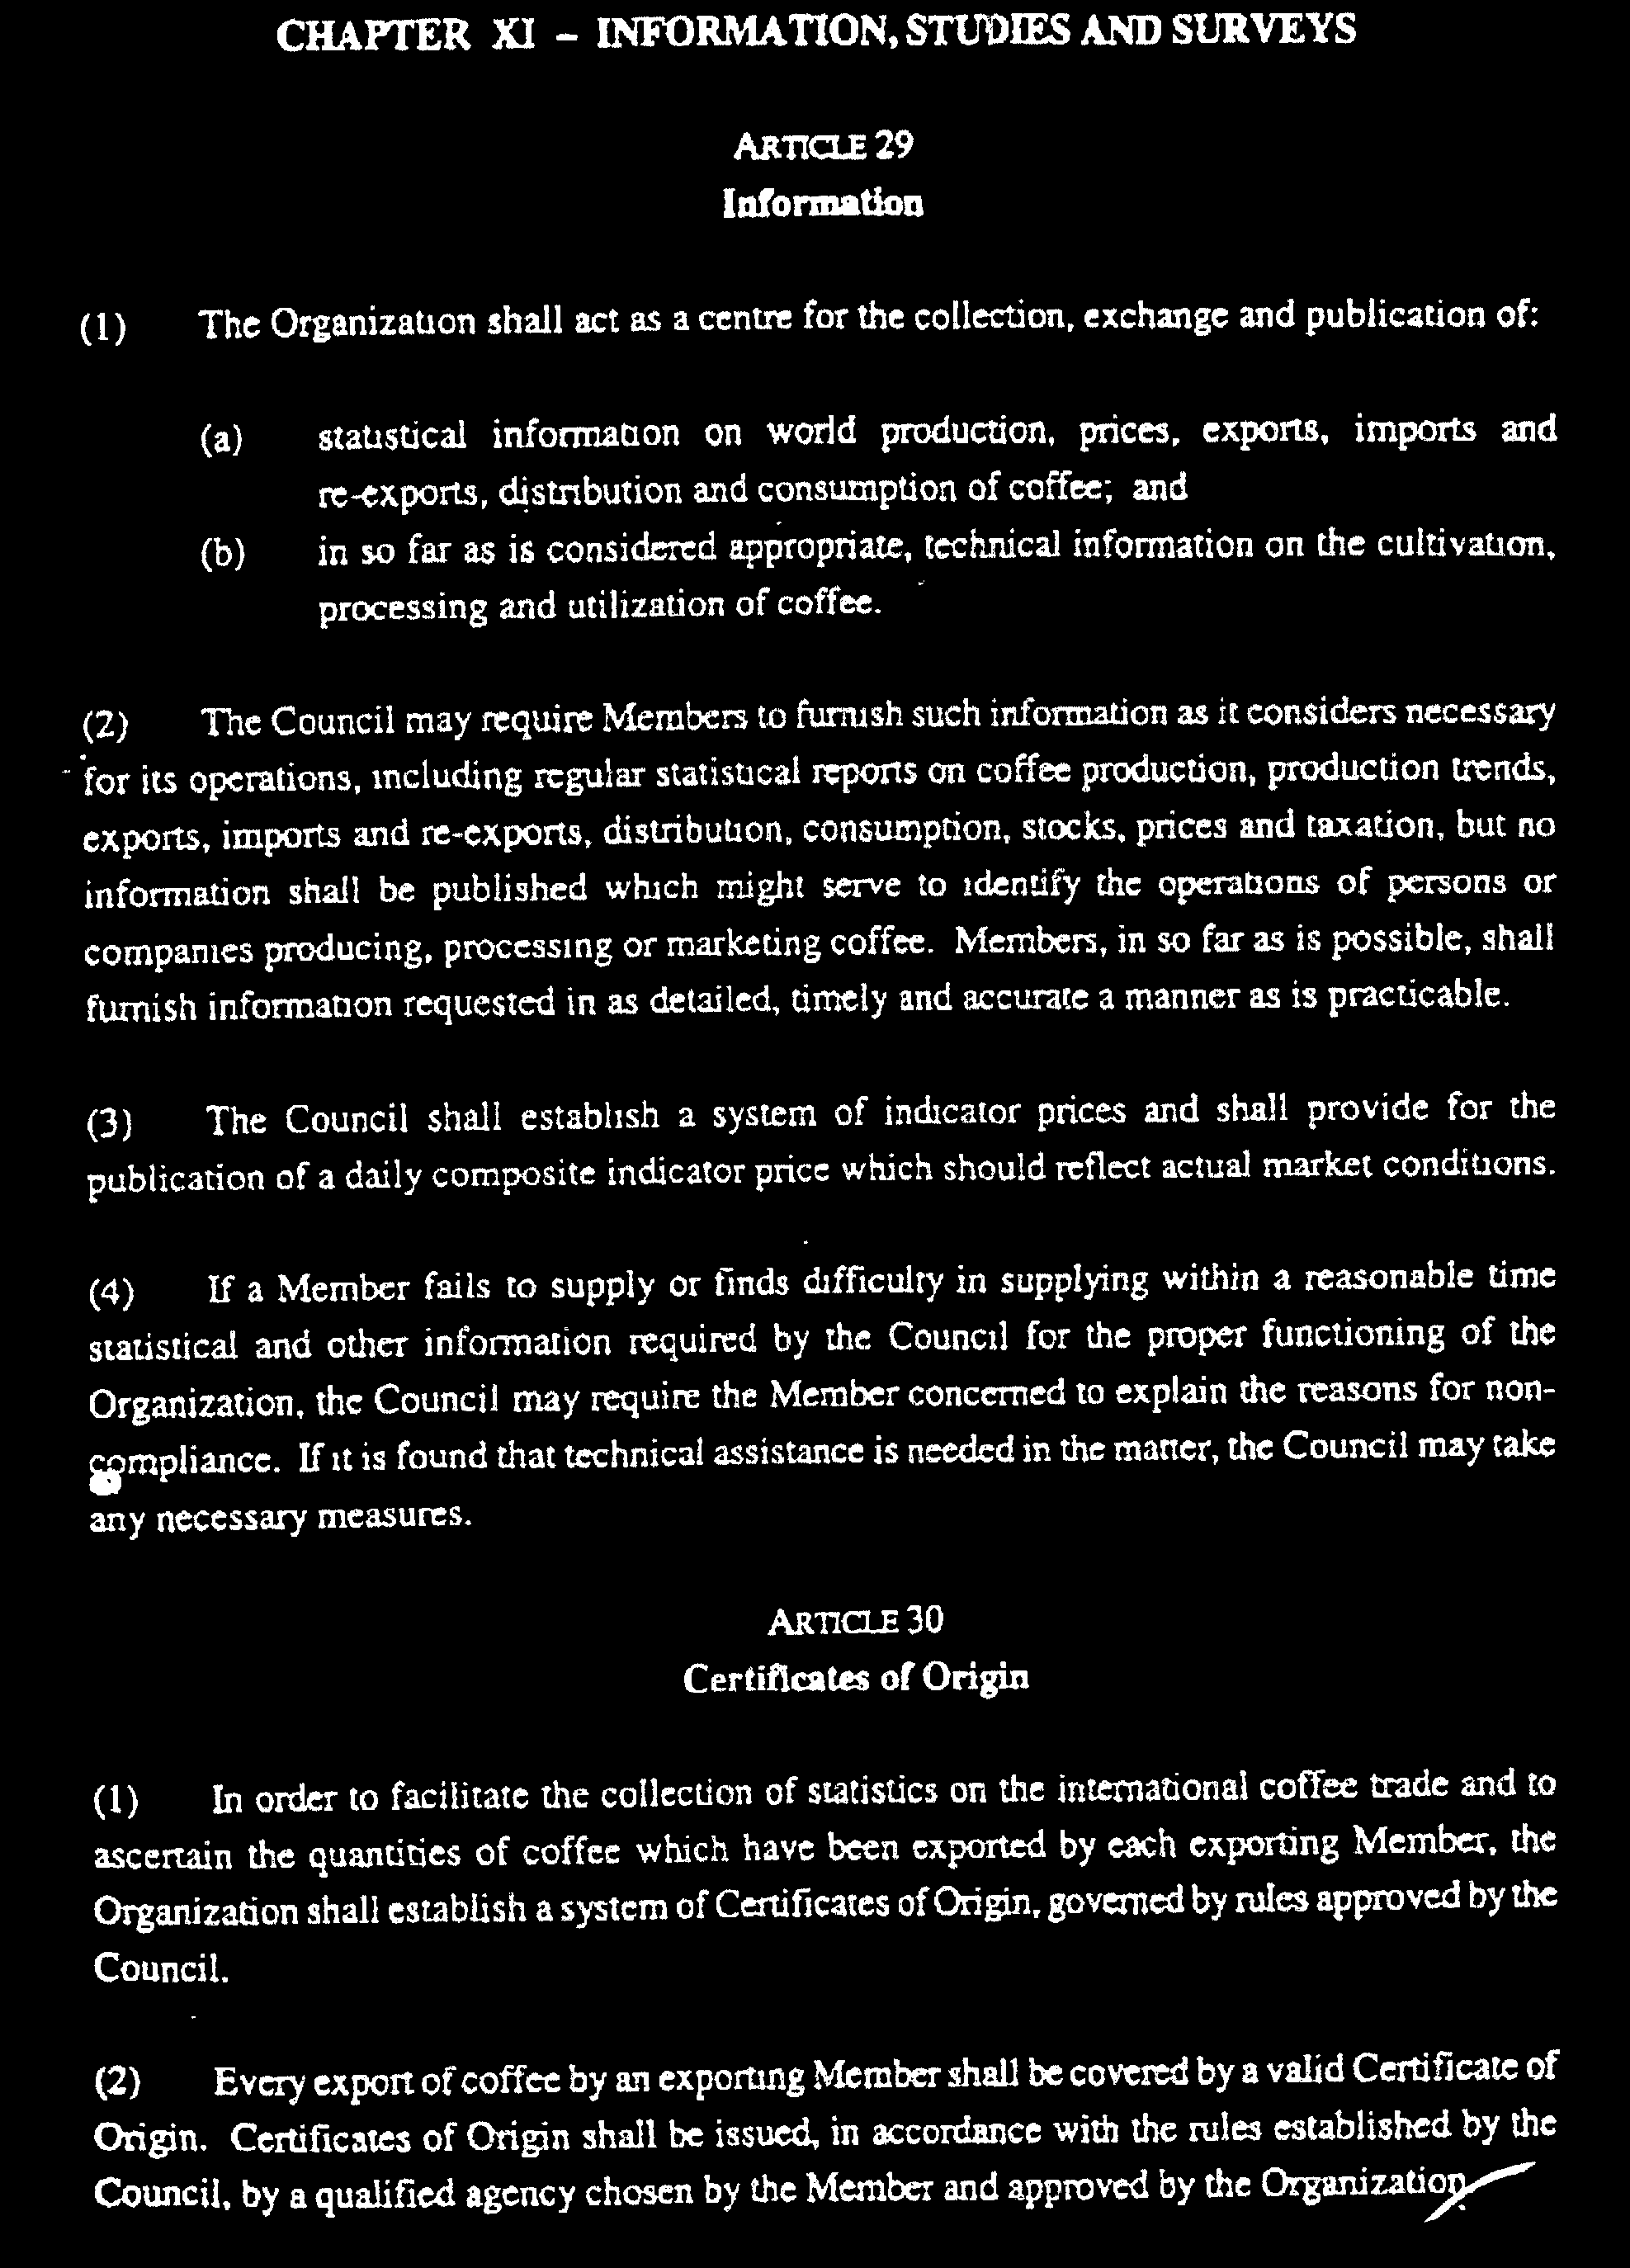 CHAPTER XI – INFORMATION, STUDIES AND SURVEYS
ARTICLE 29
Information
(1) The Organization shall act as a centre for the collection, exchange and publication of:
(a) statistical information on world production, prices, exports, imports and
re-exports, distribution and consumption of coffee; and
(b) in so far as is considered appropriate, technical information on the cultivation,
processing and utilization of coffee.
(2) The Council may require Members to furnish such information as it considers necessary
for its operations, including regular statistical reports on coffee production, production trends,
exports, imports and re-exports, distribution, consumption, stocks, prices and taxation, but no
information shall be published which might serve to identify the operations of persons or
companies producing, processing or marketing coffee. Members, in so far as is possible, shall
furnish information requested in as detailed, timely and accurate a manner as is practicable.
(3) The Council shall establish a system of indicator prices and shall provide for the
publication of a daily composite indicator price which should reflect actual market conditions.
(4) If a Member fails to supply or finds difficulty in supplying within a reasonable time
statistical and other information required by the Council for the proper functioning of the
Organization, the Council may require the Member concerned to explain the reasons for non-
compliance. If it is found that technical assistance is needed in the matter, the Council may take
any necessary measures.
ARTICLE 30
Certificates of Origin
(1) In order to facilitate the collection of statistics on the international coffee trade and to
ascertain the quantities of coffee which have been exported by each exporting Member, the
Organization shall establish a system of Certificates of Origin, governed by rules approved by the
Council.
(2) Every export of coffee by an exporting Member shall be covered by a valid Certificate of
Origin. Certificates of Origin shall be issued, in accordance with the rules established by the
Council, by a qualified agency chosen by the Member and approved by the Organization.